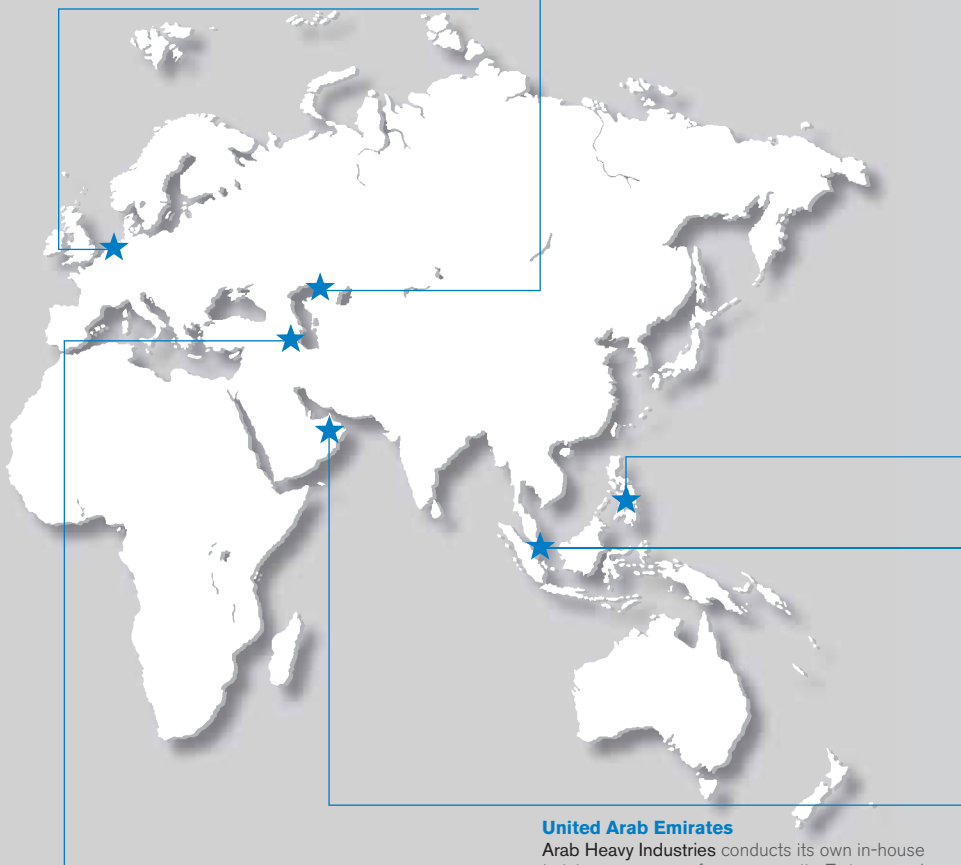 United Arab Emirates
Arab Heavy Industries conducts its own in-house